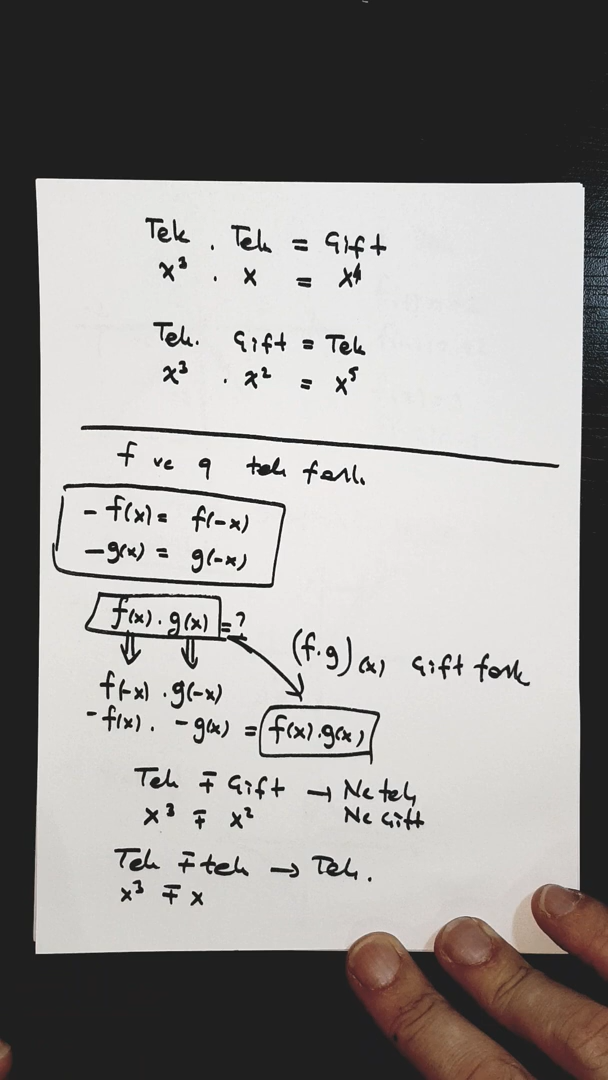 Tek . Tek = Çift
x³ . x = x⁴
Tek . Çift = Tek
x³ . x² = x⁵
f ve g tek fonk.
- f(x) = f(-x)
- g(x) = g(-x)
f(x) . g(x) = ?
(f.g)(x) Çift fonk
f(-x) . g(-x)
- f(x) . - g(x) = f(x).g(x)
Tek ∓ Çift → Ne tek
x³ ∓ x² Ne Çift
Tek ∓ tek → Tek.
x³ ∓ x